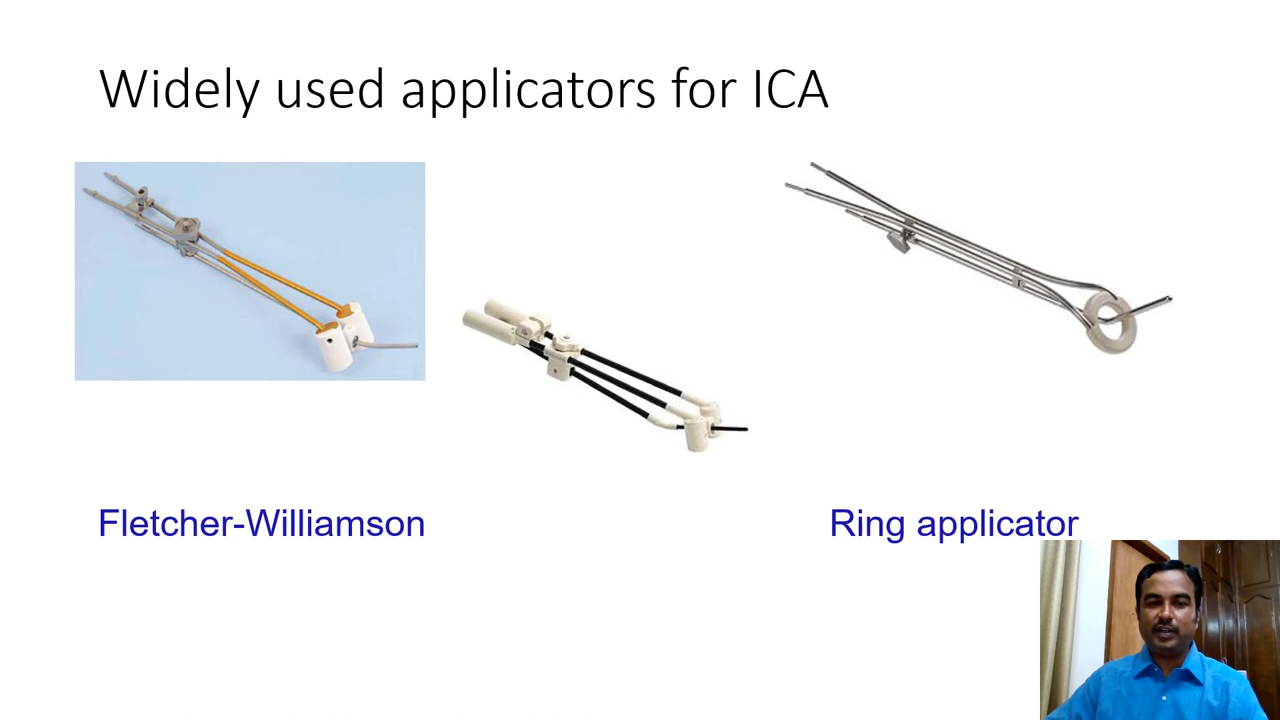 Widely used applicators for ICA
Fletcher-Williamson
Ring applicator